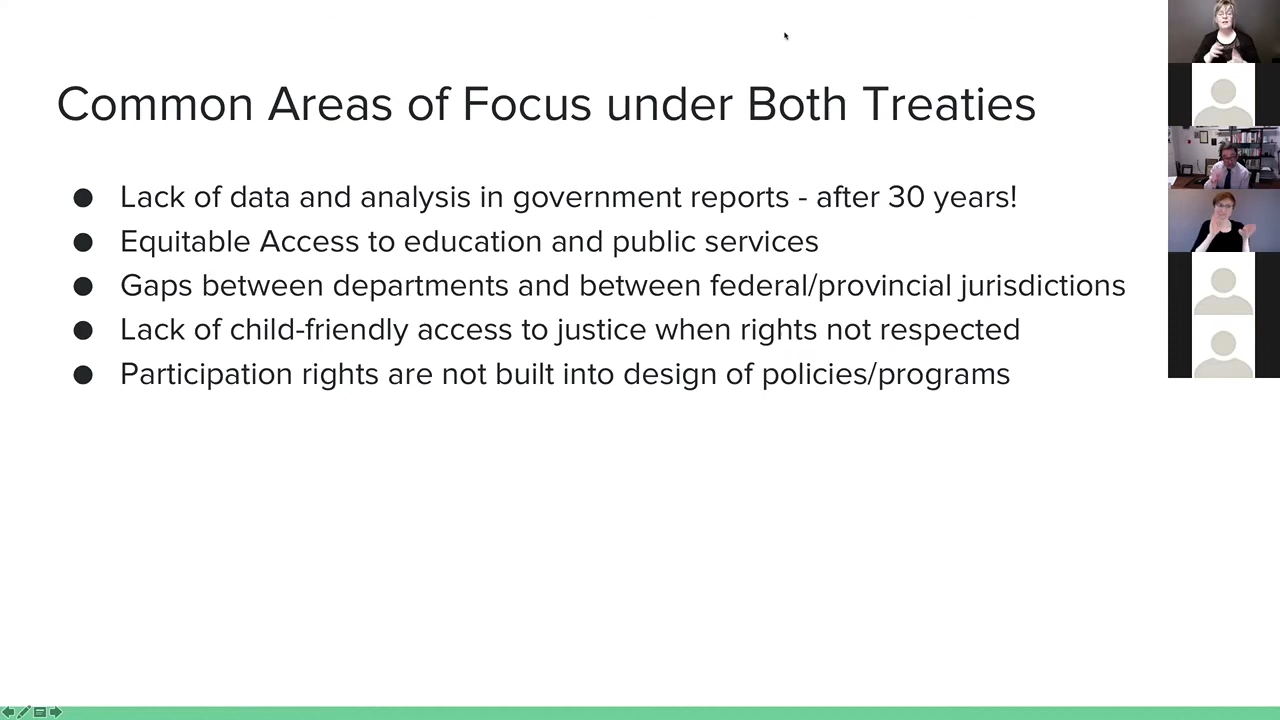 Common Areas of Focus under Both Treaties
● Lack of data and analysis in government reports - after 30 years!
● Equitable Access to education and public services
● Gaps between departments and between federal/provincial jurisdictions
● Lack of child-friendly access to justice when rights not respected
● Participation rights are not built into design of policies/programs